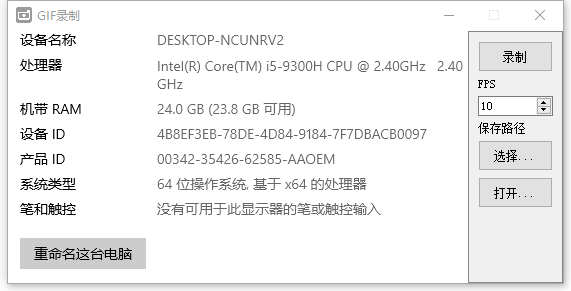 GIF录制
设备名称 DESKTOP-NCUNRV2
处理器 Intel(R) Core(TM) i5-9300H CPU @ 2.40GHz 2.40
GHz
机带 RAM 24.0 GB (23.8 GB 可用)
设备 ID 4B8EF3EB-78DE-4D84-9184-7F7DBACB0097
产品 ID 00342-35426-62585-AAOEM
系统类型 64 位操作系统, 基于 x64 的处理器
笔和触控 没有可用于此显示器的笔或触控输入
重命名这台电脑
录制
FPS
10
保存路径
选择...
打开...